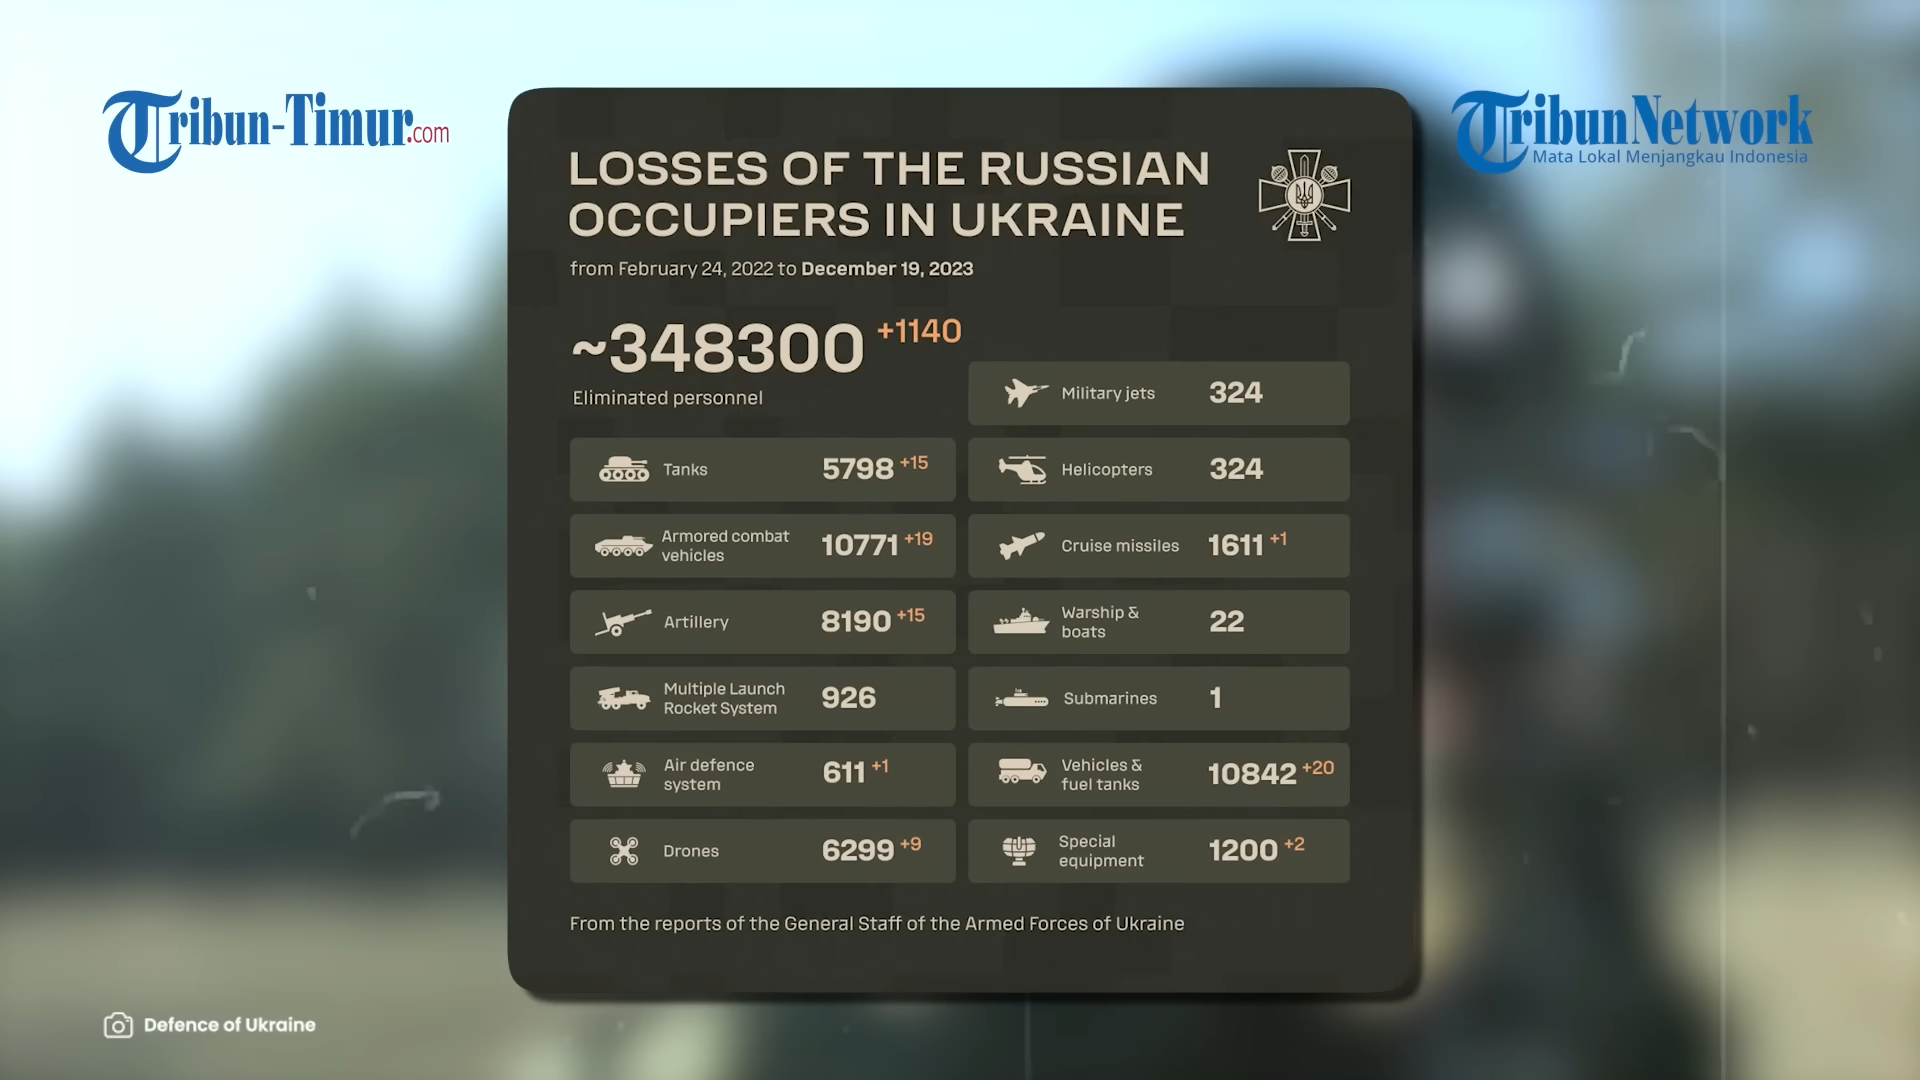 Tribun-Timur.com
TribunNetwork
Mata Lokal Menjangkau Indonesia
LOSSES OF THE RUSSIAN
OCCUPIERS IN UKRAINE
from February 24, 2022 to December 19, 2023
~348300 +1140
Eliminated personnel
Military jets 324
Tanks 5798 +15
Helicopters 324
Armored combat
vehicles
10771 +19
Cruise missiles 1611 +1
Artillery 8190 +15
Warship &
boats
22
Multiple Launch
Rocket System
926
Submarines 1
Air defence
system
611 +1
Vehicles &
fuel tanks
10842 +20
Drones 6299 +9
Special
equipment
1200 +2
From the reports of the General Staff of the Armed Forces of Ukraine
Defence of Ukraine